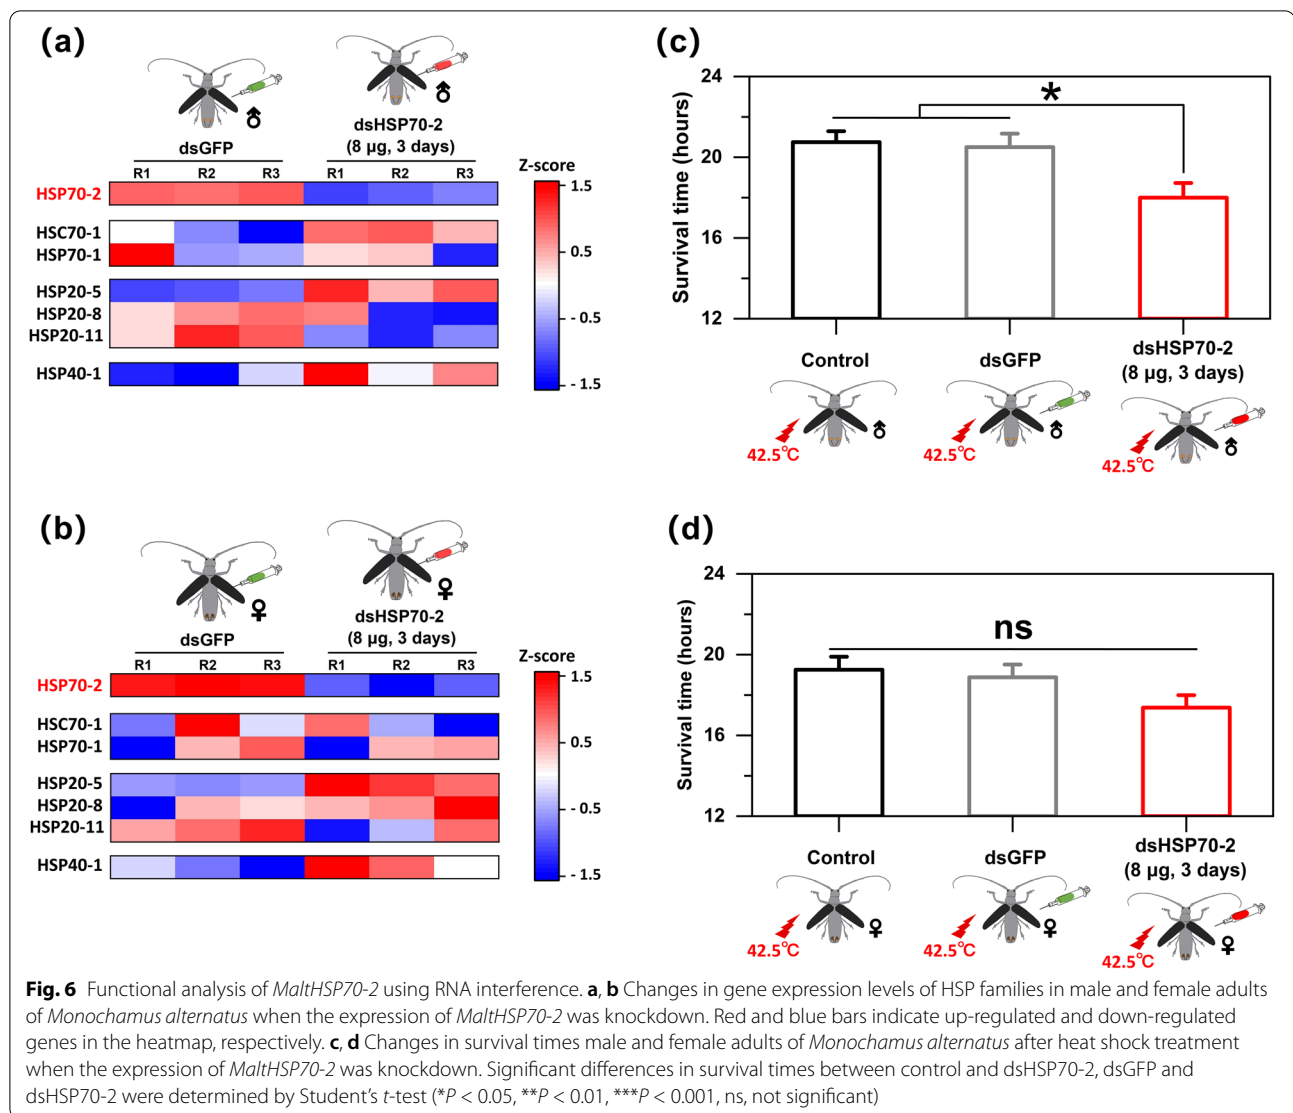 (a)
♂
♂
dsHSP70-2
(8 µg, 3 days)
dsGFP
R1 R2 R3 R1 R2 R3
Z-score
HSP70-2
HSC70-1
HSP70-1
HSP20-5
HSP20-8
HSP20-11
HSP40-1
1.5
0.5
- 0.5
- 1.5
(c)
Survival time (hours)
24
20
16
12
*
Control
dsGFP
dsHSP70-2
(8 µg, 3 days)
42.5℃ ♂
42.5℃ ♂
42.5℃ ♂
(b)
♀
♀
dsHSP70-2
(8 µg, 3 days)
dsGFP
R1 R2 R3 R1 R2 R3
Z-score
HSP70-2
HSC70-1
HSP70-1
HSP20-5
HSP20-8
HSP20-11
HSP40-1
1.5
0.5
- 0.5
- 1.5
(d)
Survival time (hours)
24
20
16
12
ns
Control
dsGFP
dsHSP70-2
(8 µg, 3 days)
42.5℃ ♀
42.5℃ ♀
42.5℃ ♀
Fig. 6 Functional analysis of MaltHSP70-2 using RNA interference. a, b Changes in gene expression levels of HSP families in male and female adults
of Monochamus alternatus when the expression of MaltHSP70-2 was knockdown. Red and blue bars indicate up-regulated and down-regulated
genes in the heatmap, respectively. c, d Changes in survival times male and female adults of Monochamus alternatus after heat shock treatment
when the expression of MaltHSP70-2 was knockdown. Significant differences in survival times between control and dsHSP70-2, dsGFP and
dsHSP70-2 were determined by Student's t-test (*P < 0.05, **P < 0.01, ***P < 0.001, ns, not significant)